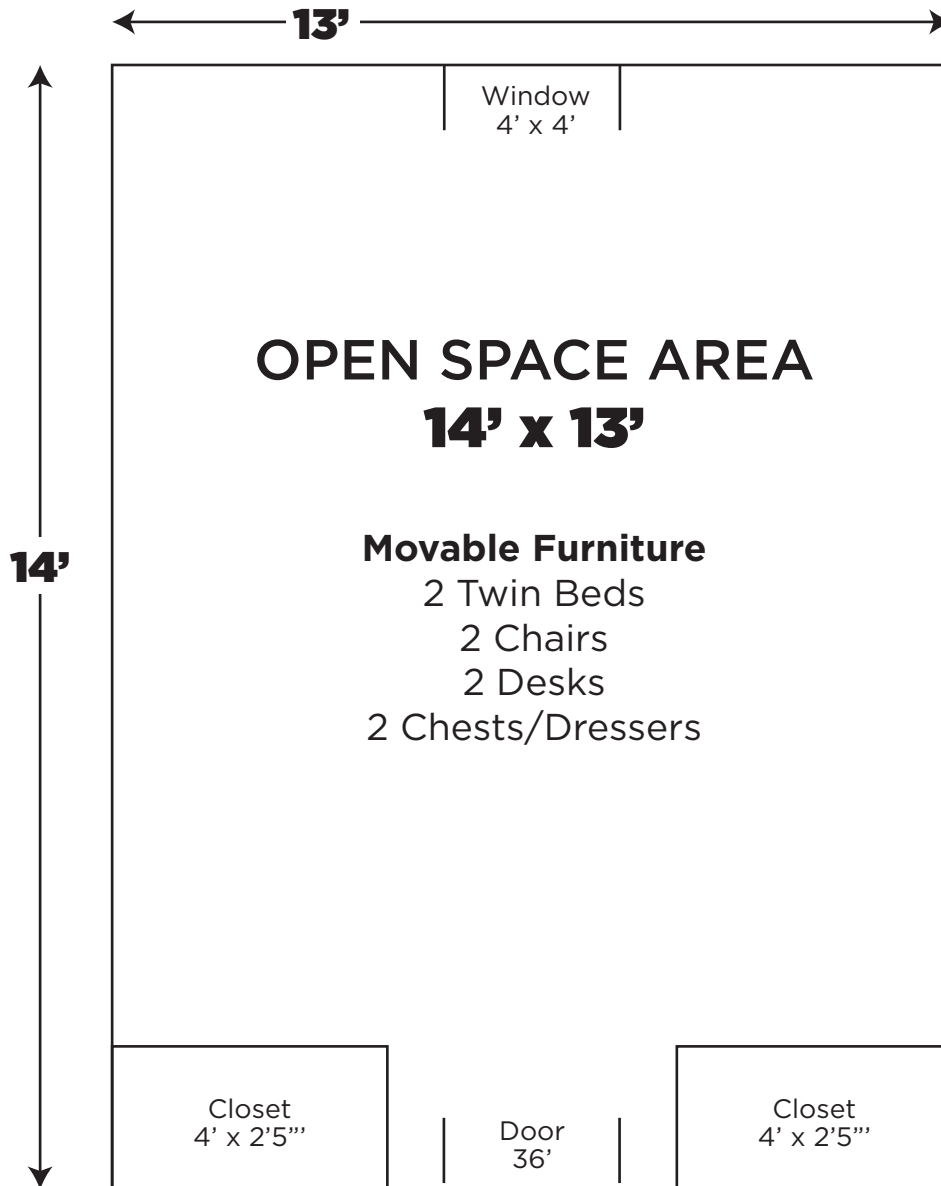 13’
Window
4’ x 4’
OPEN SPACE AREA
14’ x 13’
Movable Furniture
2 Twin Beds
2 Chairs
2 Desks
2 Chests/Dressers
14’
Closet
4’ x 2’5”’
Door
36’
Closet
4’ x 2’5”’